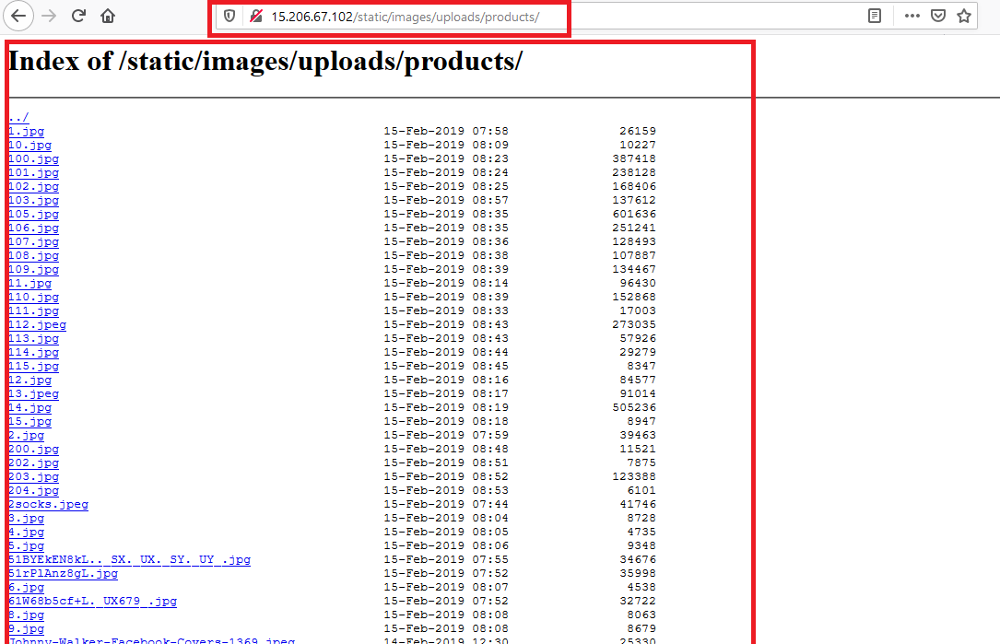 15.206.67.102/static/images/uploads/products/
Index of /static/images/uploads/products/
../
1.jpg 15-Feb-2019 07:58 26159
10.jpg 15-Feb-2019 08:09 10227
100.jpg 15-Feb-2019 08:23 387418
101.jpg 15-Feb-2019 08:24 238128
102.jpg 15-Feb-2019 08:25 168406
103.jpg 15-Feb-2019 08:57 137612
105.jpg 15-Feb-2019 08:35 601636
106.jpg 15-Feb-2019 08:35 251241
107.jpg 15-Feb-2019 08:36 128493
108.jpg 15-Feb-2019 08:38 107887
109.jpg 15-Feb-2019 08:39 134467
11.jpg 15-Feb-2019 08:14 96430
110.jpg 15-Feb-2019 08:39 152868
111.jpg 15-Feb-2019 08:33 17003
112.jpeg 15-Feb-2019 08:43 273035
113.jpg 15-Feb-2019 08:43 57926
114.jpg 15-Feb-2019 08:44 29279
115.jpg 15-Feb-2019 08:45 8347
12.jpg 15-Feb-2019 08:16 84577
13.jpeg 15-Feb-2019 08:17 91014
14.jpg 15-Feb-2019 08:19 505236
15.jpg 15-Feb-2019 08:18 8947
2.jpg 15-Feb-2019 07:59 39463
200.jpg 15-Feb-2019 08:48 11521
202.jpg 15-Feb-2019 08:51 7875
203.jpg 15-Feb-2019 08:52 123388
204.jpg 15-Feb-2019 08:53 6101
2socks.jpeg 15-Feb-2019 07:44 41746
3.jpg 15-Feb-2019 08:04 8728
4.jpg 15-Feb-2019 08:05 4735
5.jpg 15-Feb-2019 08:06 9348
51BYEkEN8kL.._SX._UX._SY._UY_.jpg 15-Feb-2019 07:55 34676
51rPlAnz8gL.jpg 15-Feb-2019 07:52 35998
6.jpg 15-Feb-2019 08:07 4538
61W68b5cf+L._UX679_.jpg 15-Feb-2019 07:52 32722
8.jpg 15-Feb-2019 08:08 8063
9.jpg 15-Feb-2019 08:08 8679
Johnny-Walker-Facebook-Covers-1369.jpeg 14-Feb-2019 12:30 25330